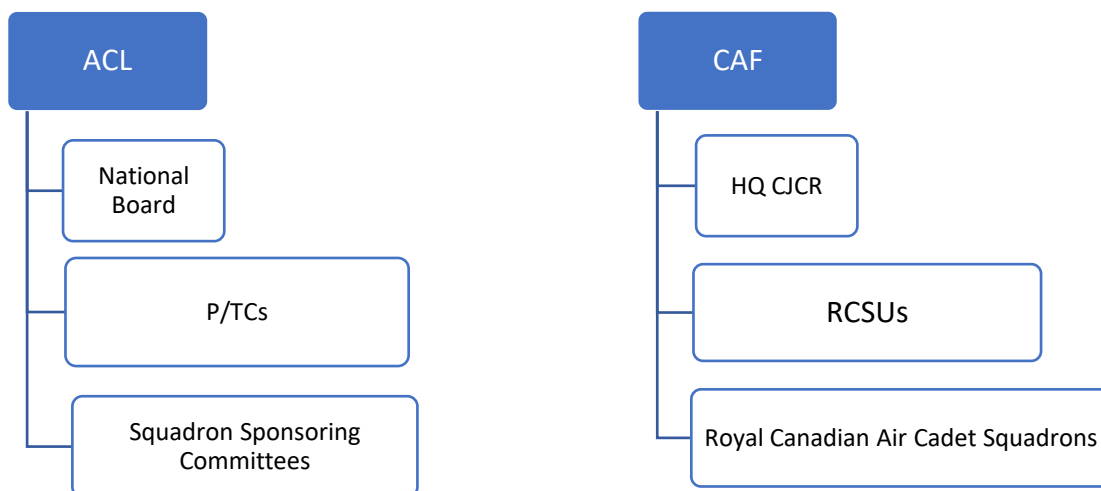 ACL
National
Board
P/TCs
Squadron Sponsoring
Committees
CAF
HQ CJCR
RCSUs
Royal Canadian Air Cadet Squadrons